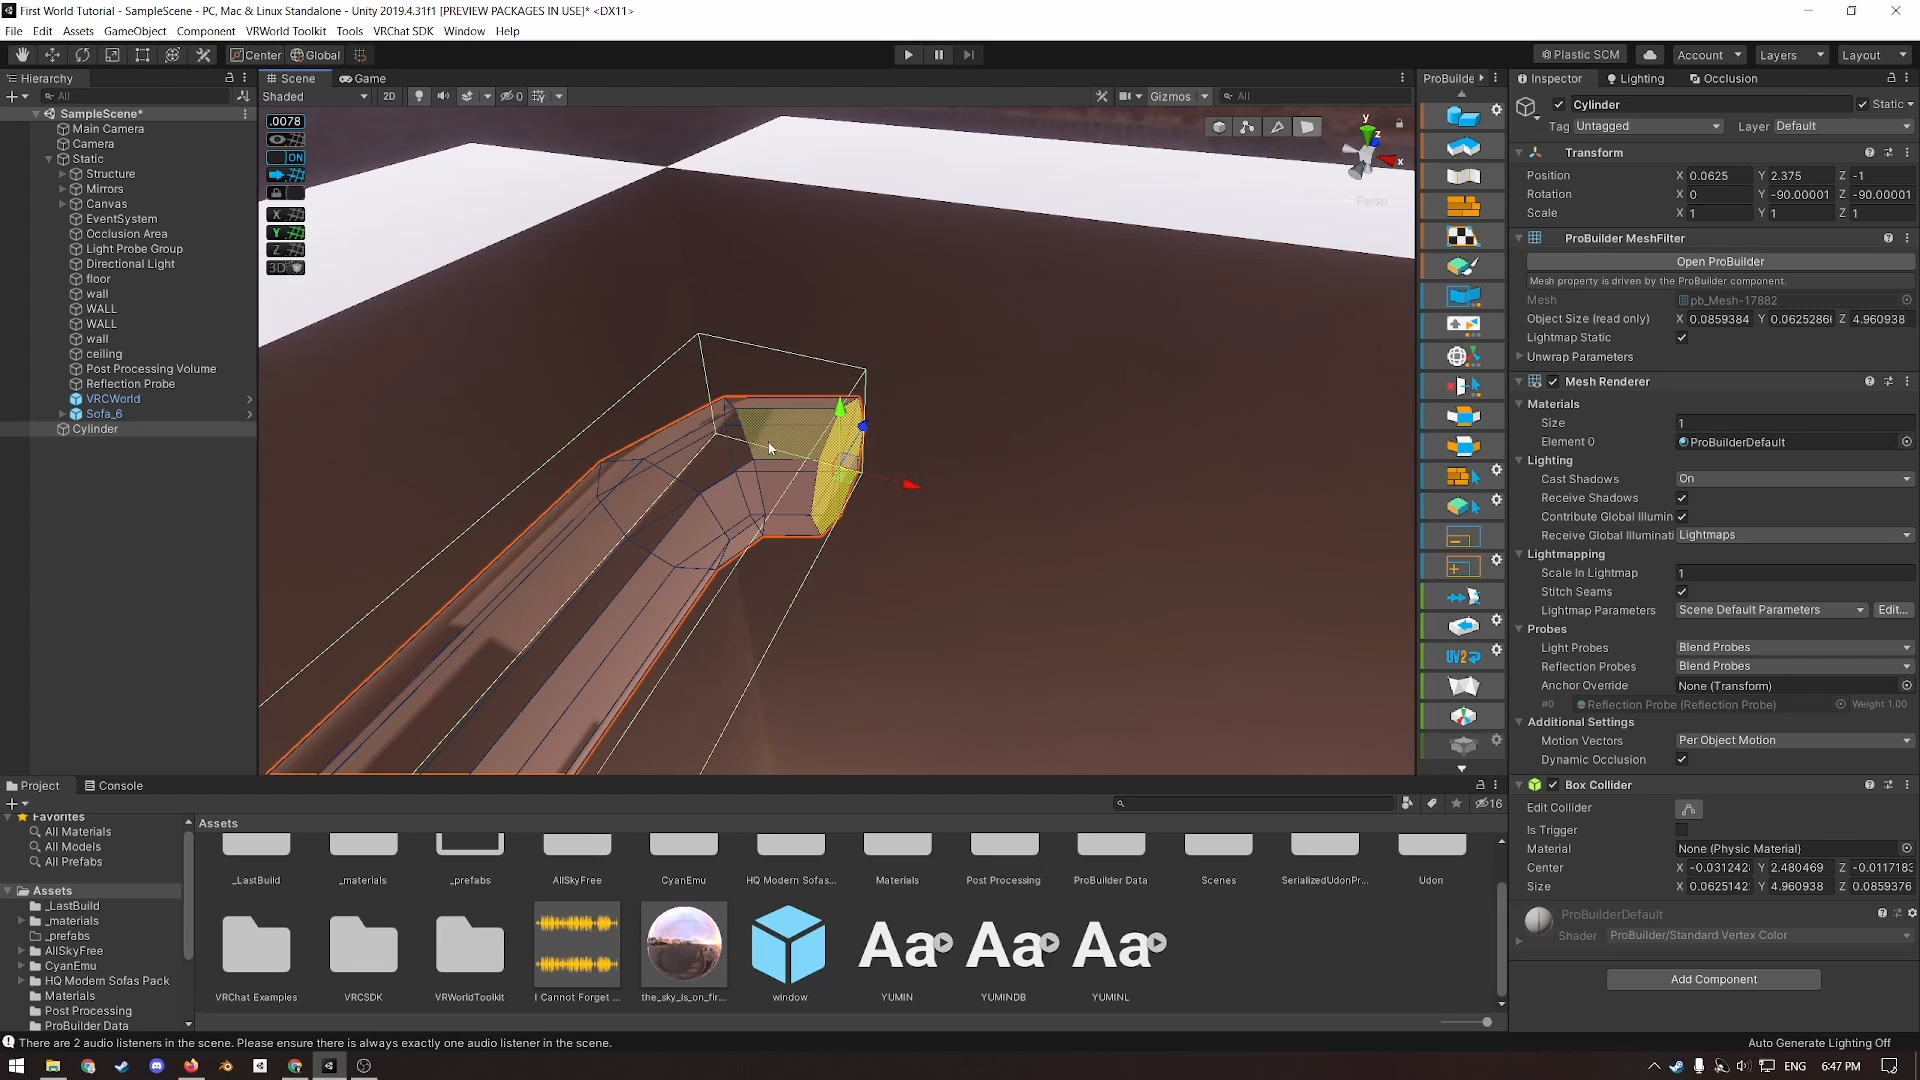 First World Tutorial - SampleScene - PC, Mac & Linux Standalone - Unity 2019.4.31f1 [PREVIEW PACKAGES IN USE]* <DX11>
File Edit Assets GameObject Component VRWorld Toolkit Tools VRChat SDK Window Help
Center Global
Plastic SCM Account Layers Layout
Hierarchy
All
SampleScene*
Main Camera
Camera
Static
Structure
Mirrors
Canvas
EventSystem
Occlusion Area
Light Probe Group
Directional Light
floor
wall
WALL
WALL
wall
ceiling
Post Processing Volume
Reflection Probe
VRCWorld
Sofa_6
Cylinder
Scene Game
Shaded 2D 0 Gizmos All
.0078
ON
X
Y
Z
3D
y
z
x
Persp
ProBuilde
UV2
Inspector Lighting Occlusion
Cylinder Static
Tag Untagged Layer Default
Transform
Position X 0.0625 Y 2.375 Z -1
Rotation X 0 Y -90.00001 Z -90.00001
Scale X 1 Y 1 Z 1
ProBuilder MeshFilter
Open ProBuilder
Mesh property is driven by the ProBuilder component.
Mesh pb_Mesh-17882
Object Size (read only) X 0.0859384 Y 0.0625286 Z 4.960938
Lightmap Static
Unwrap Parameters
Mesh Renderer
Materials
Size 1
Element 0 ProBuilderDefault
Lighting
Cast Shadows On
Receive Shadows
Contribute Global Illumin
Receive Global Illuminati Lightmaps
Lightmapping
Scale In Lightmap 1
Stitch Seams
Lightmap Parameters Scene Default Parameters Edit...
Probes
Light Probes Blend Probes
Reflection Probes Blend Probes
Anchor Override None (Transform)
#0 Reflection Probe (Reflection Probe) Weight 1.00
Additional Settings
Motion Vectors Per Object Motion
Dynamic Occlusion
Box Collider
Edit Collider
Is Trigger
Material None (Physic Material)
Center X -0.031242 Y 2.480469 Z -0.0117183
Size X 0.0625142 Y 4.960938 Z 0.0859376
ProBuilderDefault
Shader ProBuilder/Standard Vertex Color
Add Component
Project Console
16
Favorites
All Materials
All Models
All Prefabs
Assets
_LastBuild
_materials
_prefabs
AllSkyFree
CyanEmu
HQ Modern Sofas Pack
Materials
Post Processing
ProBuilder Data
Assets
_LastBuild _materials _prefabs AllSkyFree CyanEmu HQ Modern Sofas... Materials Post Processing ProBuilder Data Scenes SerializedUdonPr... Udon
Aa Aa Aa
VRChat Examples VRCSDK VRWorldToolkit I Cannot Forget ... the_sky_is_on_fir... window YUMIN YUMINDB YUMINL
There are 2 audio listeners in the scene. Please ensure there is always exactly one audio listener in the scene.
Auto Generate Lighting Off
ENG 6:47 PM